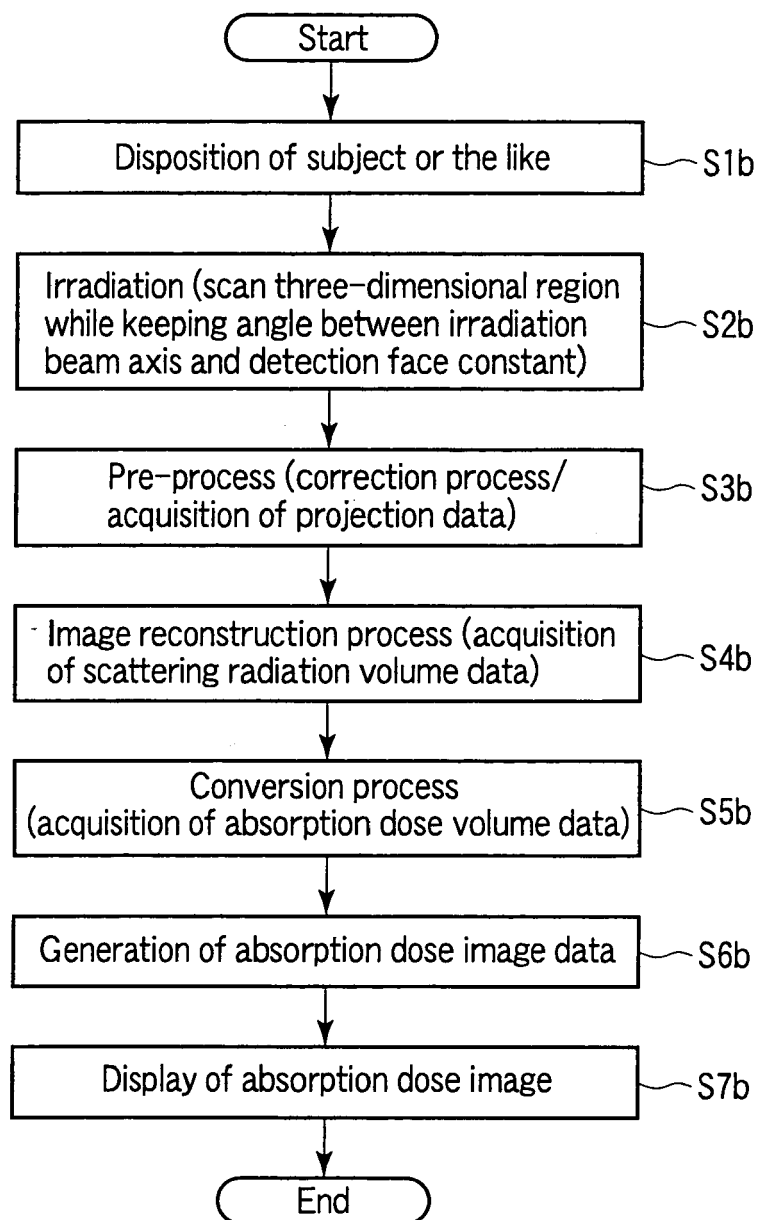 Start
Disposition of subject or the like
S1b
Irradiation (scan three-dimensional region
while keeping angle between irradiation
beam axis and detection face constant)
S2b
Pre-process (correction process/
acquisition of projection data)
S3b
Image reconstruction process (acquisition
of scattering radiation volume data)
S4b
Conversion process
(acquisition of absorption dose volume data)
S5b
Generation of absorption dose image data
S6b
Display of absorption dose image
S7b
End